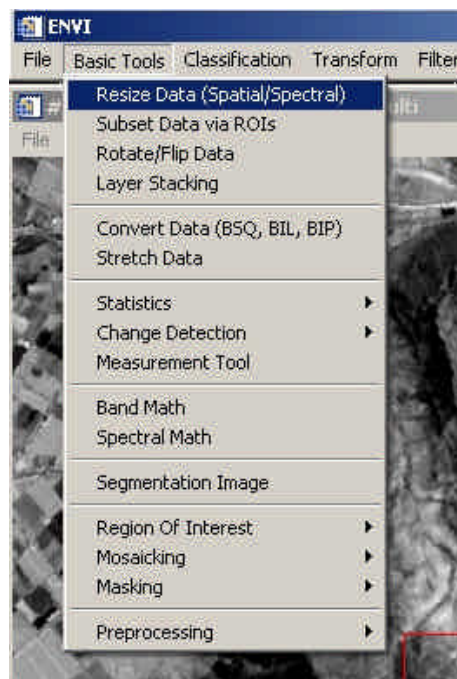 ENVI
File Basic Tools Classification Transform Filter
Resize Data (Spatial/Spectral)
Subset Data via ROIs
Rotate/Flip Data
Layer Stacking
Convert Data (BSQ, BIL, BIP)
Stretch Data
Statistics
Change Detection
Measurement Tool
Band Math
Spectral Math
Segmentation Image
Region Of Interest
Mosaicking
Masking
Preprocessing
#
File